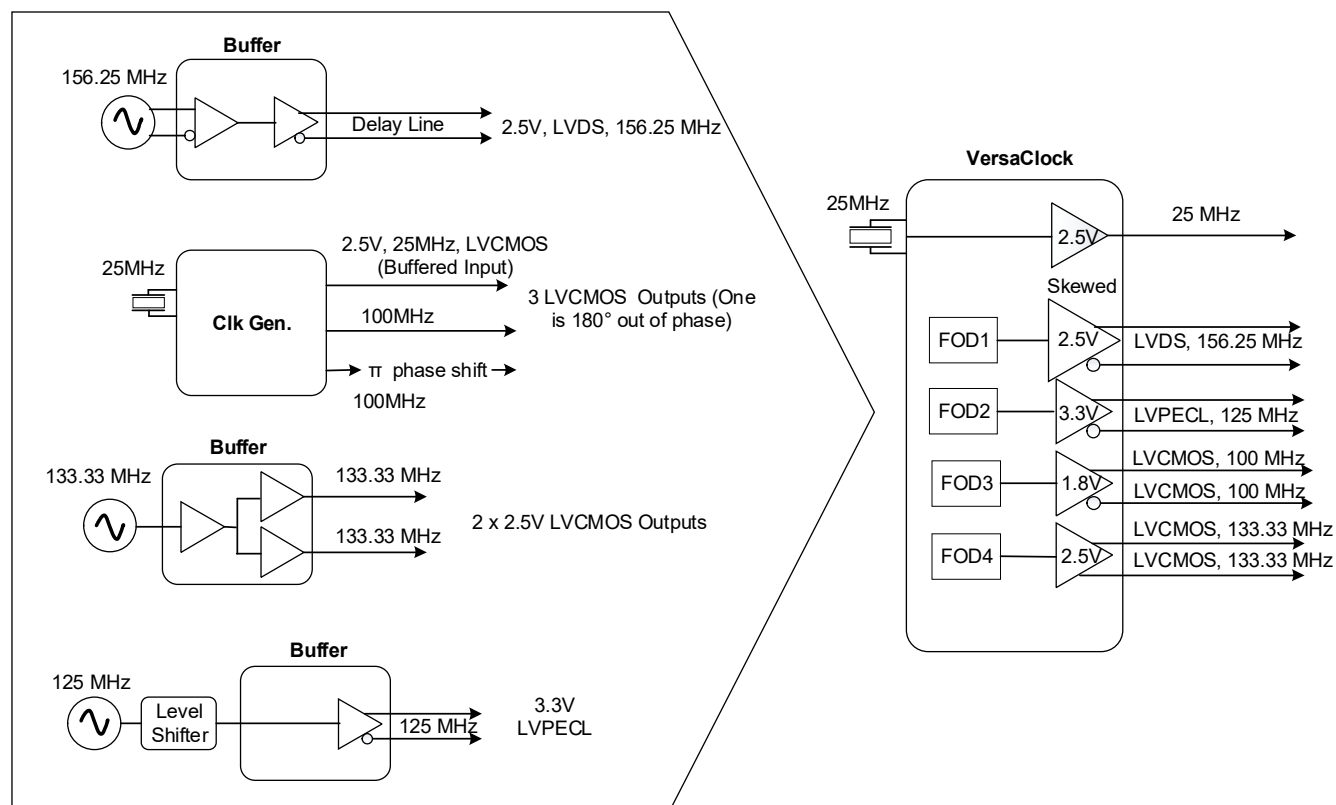 Buffer
156.25 MHz
Delay Line
2.5V, LVDS, 156.25 MHz
2.5V, 25MHz, LVCMOS
(Buffered Input)
25MHz
Clk Gen.
100MHz
3 LVCMOS Outputs (One
is 180° out of phase)
π phase shift
100MHz
Buffer
133.33 MHz
133.33 MHz
133.33 MHz
2 x 2.5V LVCMOS Outputs
Buffer
125 MHz
Level
Shifter
125 MHz
3.3V
LVPECL
VersaClock
25MHz
2.5V
25 MHz
Skewed
FOD1
2.5V
LVDS, 156.25 MHz
FOD2
3.3V
LVPECL, 125 MHz
FOD3
1.8V
LVCMOS, 100 MHz
LVCMOS, 100 MHz
FOD4
2.5V
LVCMOS, 133.33 MHz
LVCMOS, 133.33 MHz